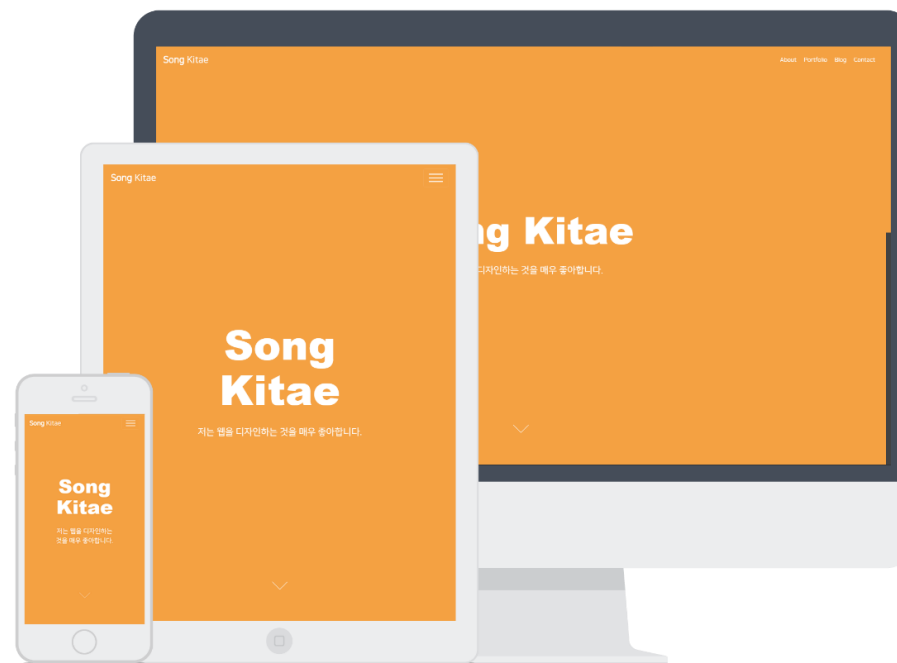 Song Kitae
About Portfolio Blog Contact
ng Kitae
디자인하는 것을 매우 좋아합니다.
Song Kitae
Song
Kitae
저는 웹을 디자인하는 것을 매우 좋아합니다.
Song Kitae
Song
Kitae
저는 웹을 디자인하는
것을 매우 좋아합니다.